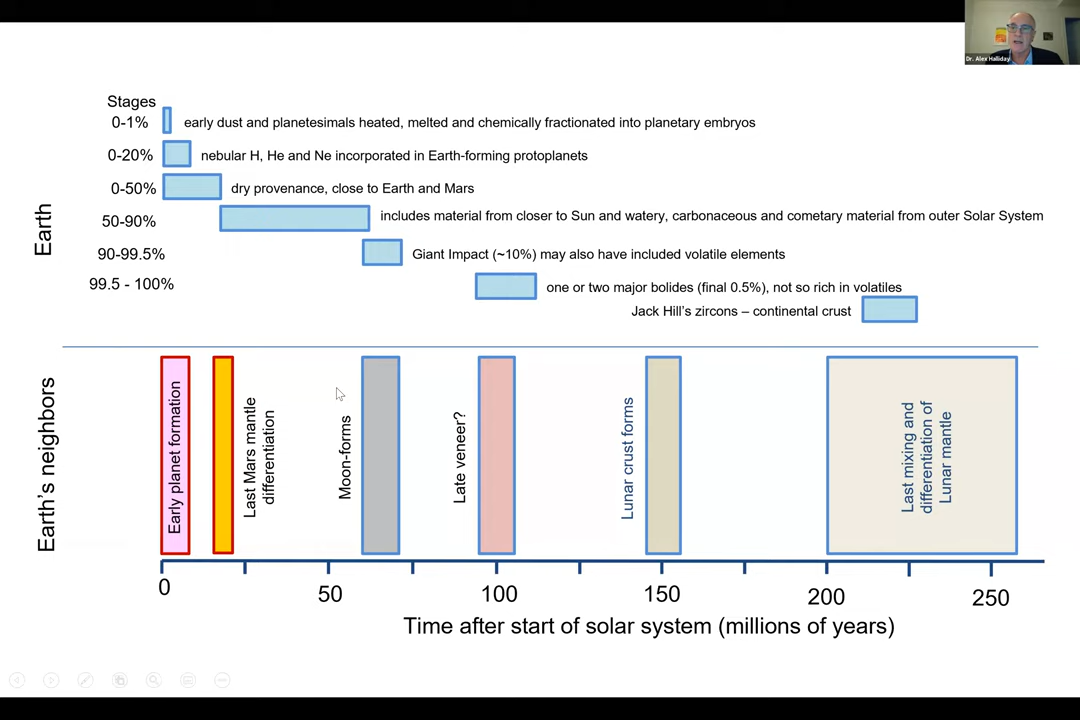 Dr. Alex Halliday
Stages
0-1%
early dust and planetesimals heated, melted and chemically fractionated into planetary embryos
0-20%
nebular H, He and Ne incorporated in Earth-forming protoplanets
0-50%
dry provenance, close to Earth and Mars
50-90%
includes material from closer to Sun and watery, carbonaceous and cometary material from outer Solar System
90-99.5%
Giant Impact (~10%) may also have included volatile elements
99.5 - 100%
one or two major bolides (final 0.5%), not so rich in volatiles
Jack Hill's zircons – continental crust
Earth
Earth's neighbors
Early planet formation
Last Mars mantle
differentiation
Moon-forms
Late veneer?
Lunar crust forms
Last mixing and
differentiation of
Lunar mantle
0
50
100
150
200
250
Time after start of solar system (millions of years)